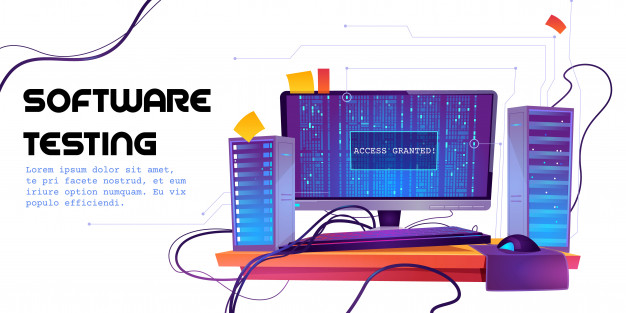 SOFTWARE
TESTING
Lorem ipsum dolor sit amet,
te pri facete nostrud, et eum
iriure option numquam. Eu vix
populo efficiendi.
ACCESS GRANTED!